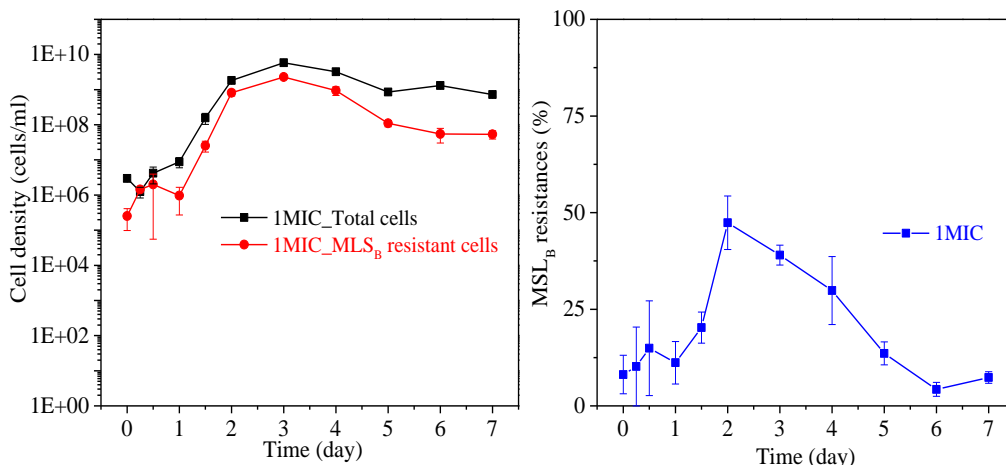 Cell density (cells/ml)
1E+10
1E+08
1E+06
1E+04
1E+02
1E+00
1MIC_Total cells
1MIC_MLS_B resistant cells
0 1 2 3 4 5 6 7
Time (day)
MSL_B resistances (%)
100
75
50
25
0
1MIC
0 1 2 3 4 5 6 7
Time (day)